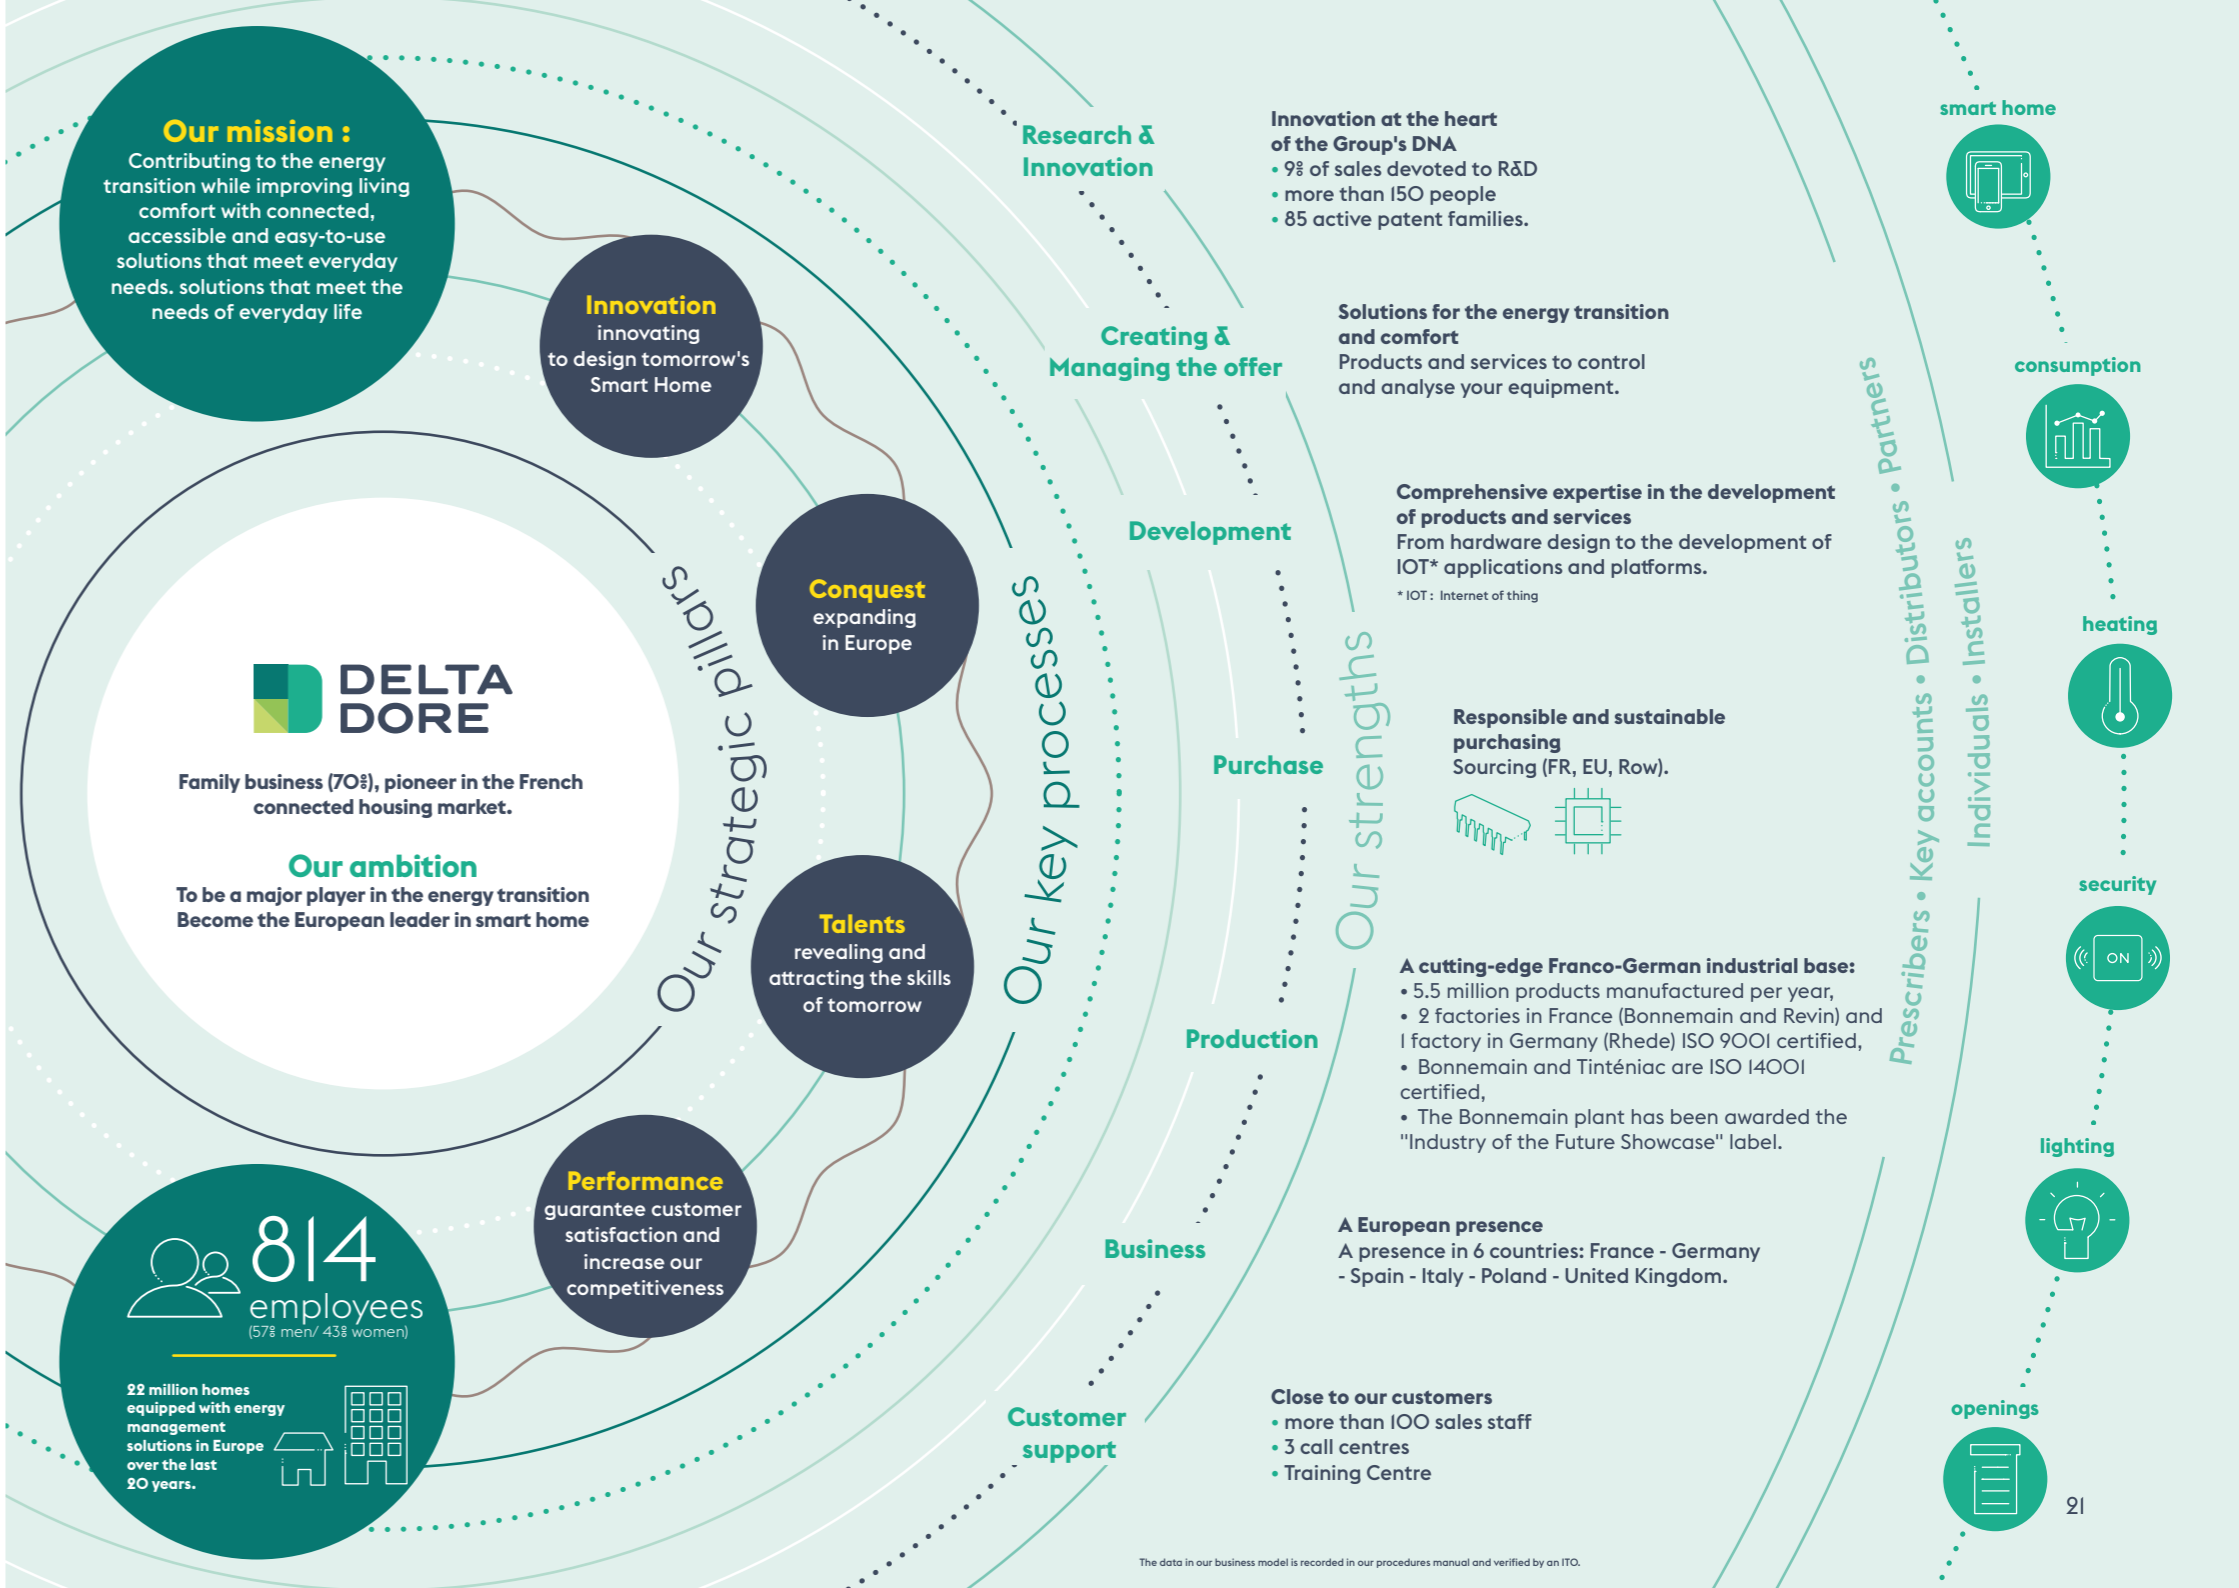 Our mission :
Contributing to the energy
transition while improving living
comfort with connected,
accessible and easy-to-use
solutions that meet everyday
needs. solutions that meet the
needs of everyday life
DELTA
DORE
Family business (70%), pioneer in the French
connected housing market.
Our ambition
To be a major player in the energy transition
Become the European leader in smart home
814
employees
(57% men/ 43% women)
22 million homes
equipped with energy
management
solutions in Europe
over the last
20 years.
Our strategic pillars
Innovation
innovating
to design tomorrow's
Smart Home
Conquest
expanding
in Europe
Talents
revealing and
attracting the skills
of tomorrow
Performance
guarantee customer
satisfaction and
increase our
competitiveness
Our key processes
Research &
Innovation
Creating &
Managing the offer
Development
Purchase
Production
Business
Customer
support
Our strengths
Innovation at the heart
of the Group's DNA
• 9% of sales devoted to R&D
• more than 150 people
• 85 active patent families.
Solutions for the energy transition
and comfort
Products and services to control
and analyse your equipment.
Comprehensive expertise in the development
of products and services
From hardware design to the development of
IOT* applications and platforms.
* IOT : Internet of thing
Responsible and sustainable
purchasing
Sourcing (FR, EU, Row).
A cutting-edge Franco-German industrial base:
• 5.5 million products manufactured per year,
• 2 factories in France (Bonnemain and Revin) and
1 factory in Germany (Rhede) ISO 9001 certified,
• Bonnemain and Tinténiac are ISO 14001
certified,
• The Bonnemain plant has been awarded the
"Industry of the Future Showcase" label.
A European presence
A presence in 6 countries: France - Germany
- Spain - Italy - Poland - United Kingdom.
Close to our customers
• more than 100 sales staff
• 3 call centres
• Training Centre
Prescribers • Key accounts • Distributors • Partners
Individuals • Installers
smart home
consumption
heating
security
ON
lighting
openings
21
The data in our business model is recorded in our procedures manual and verified by an ITO.